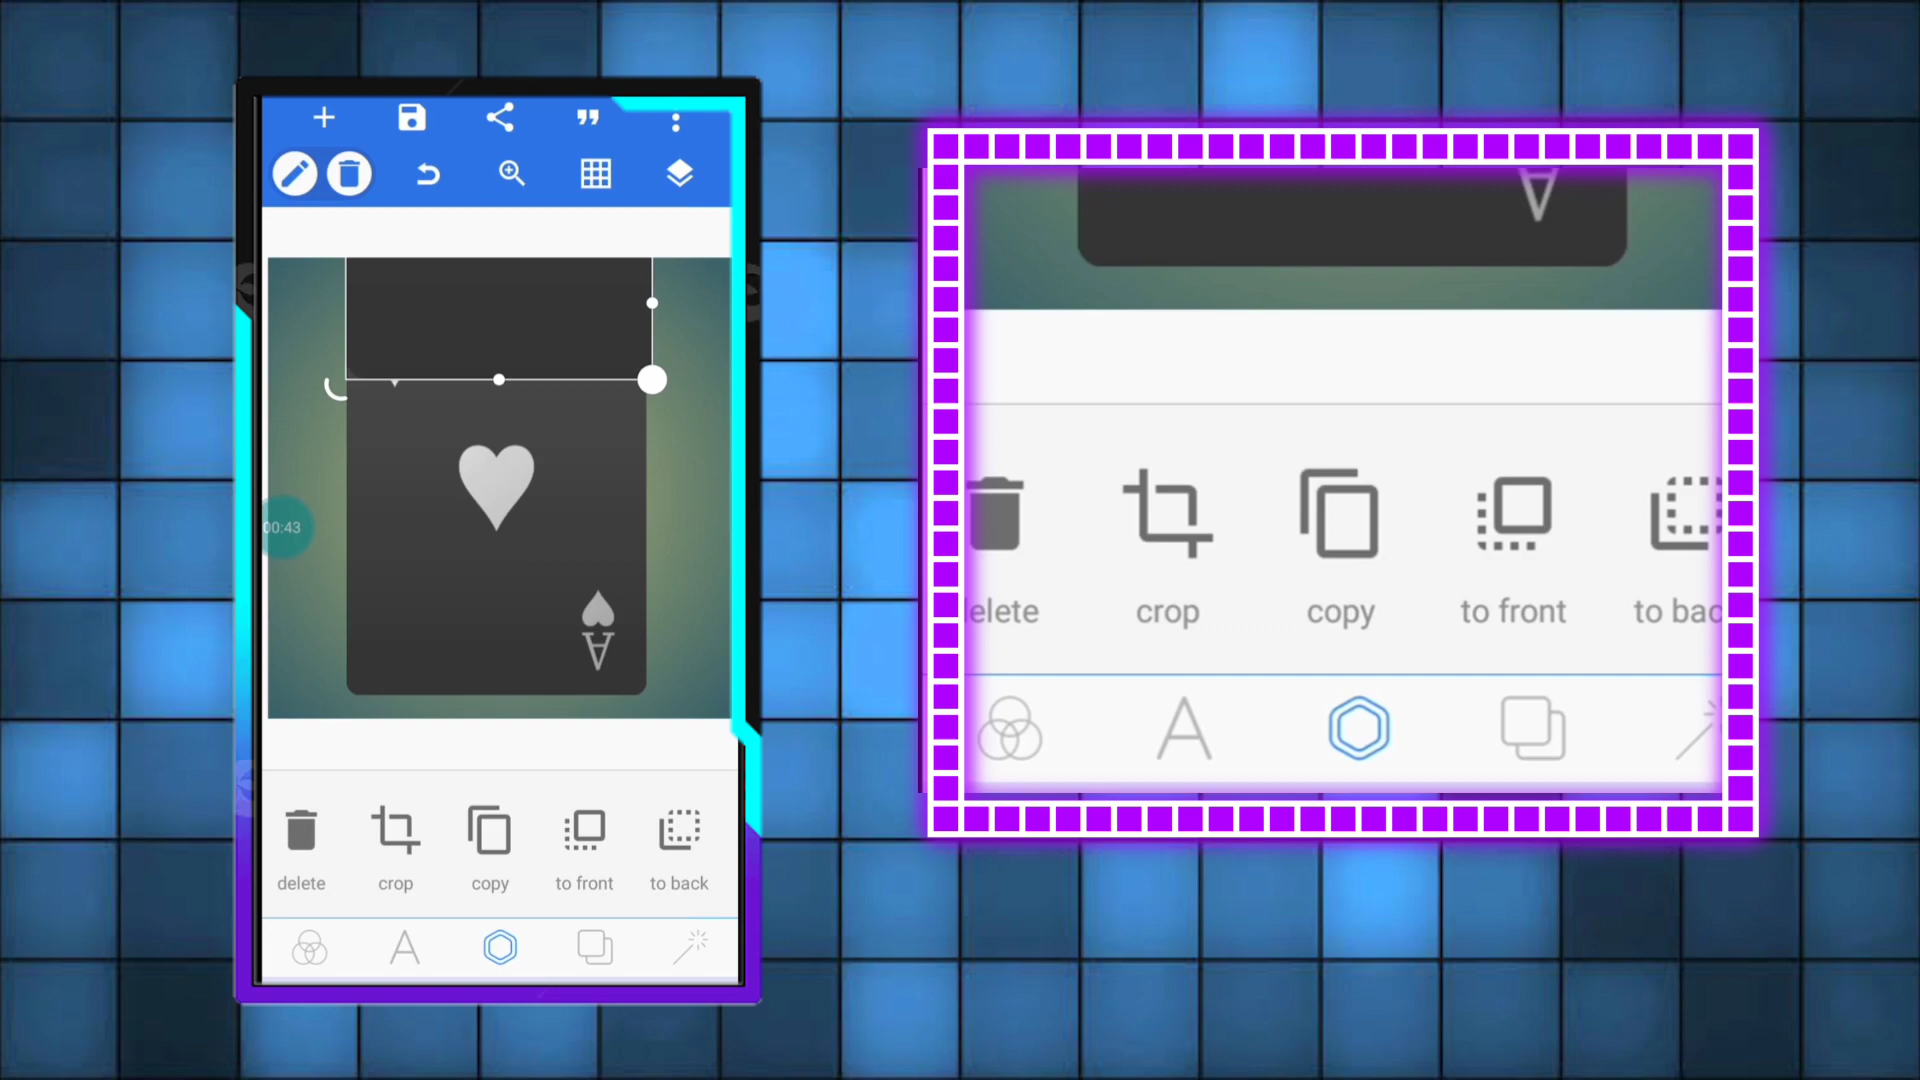 00:43
A
delete crop copy to front to back
A
elete crop copy to front to bac